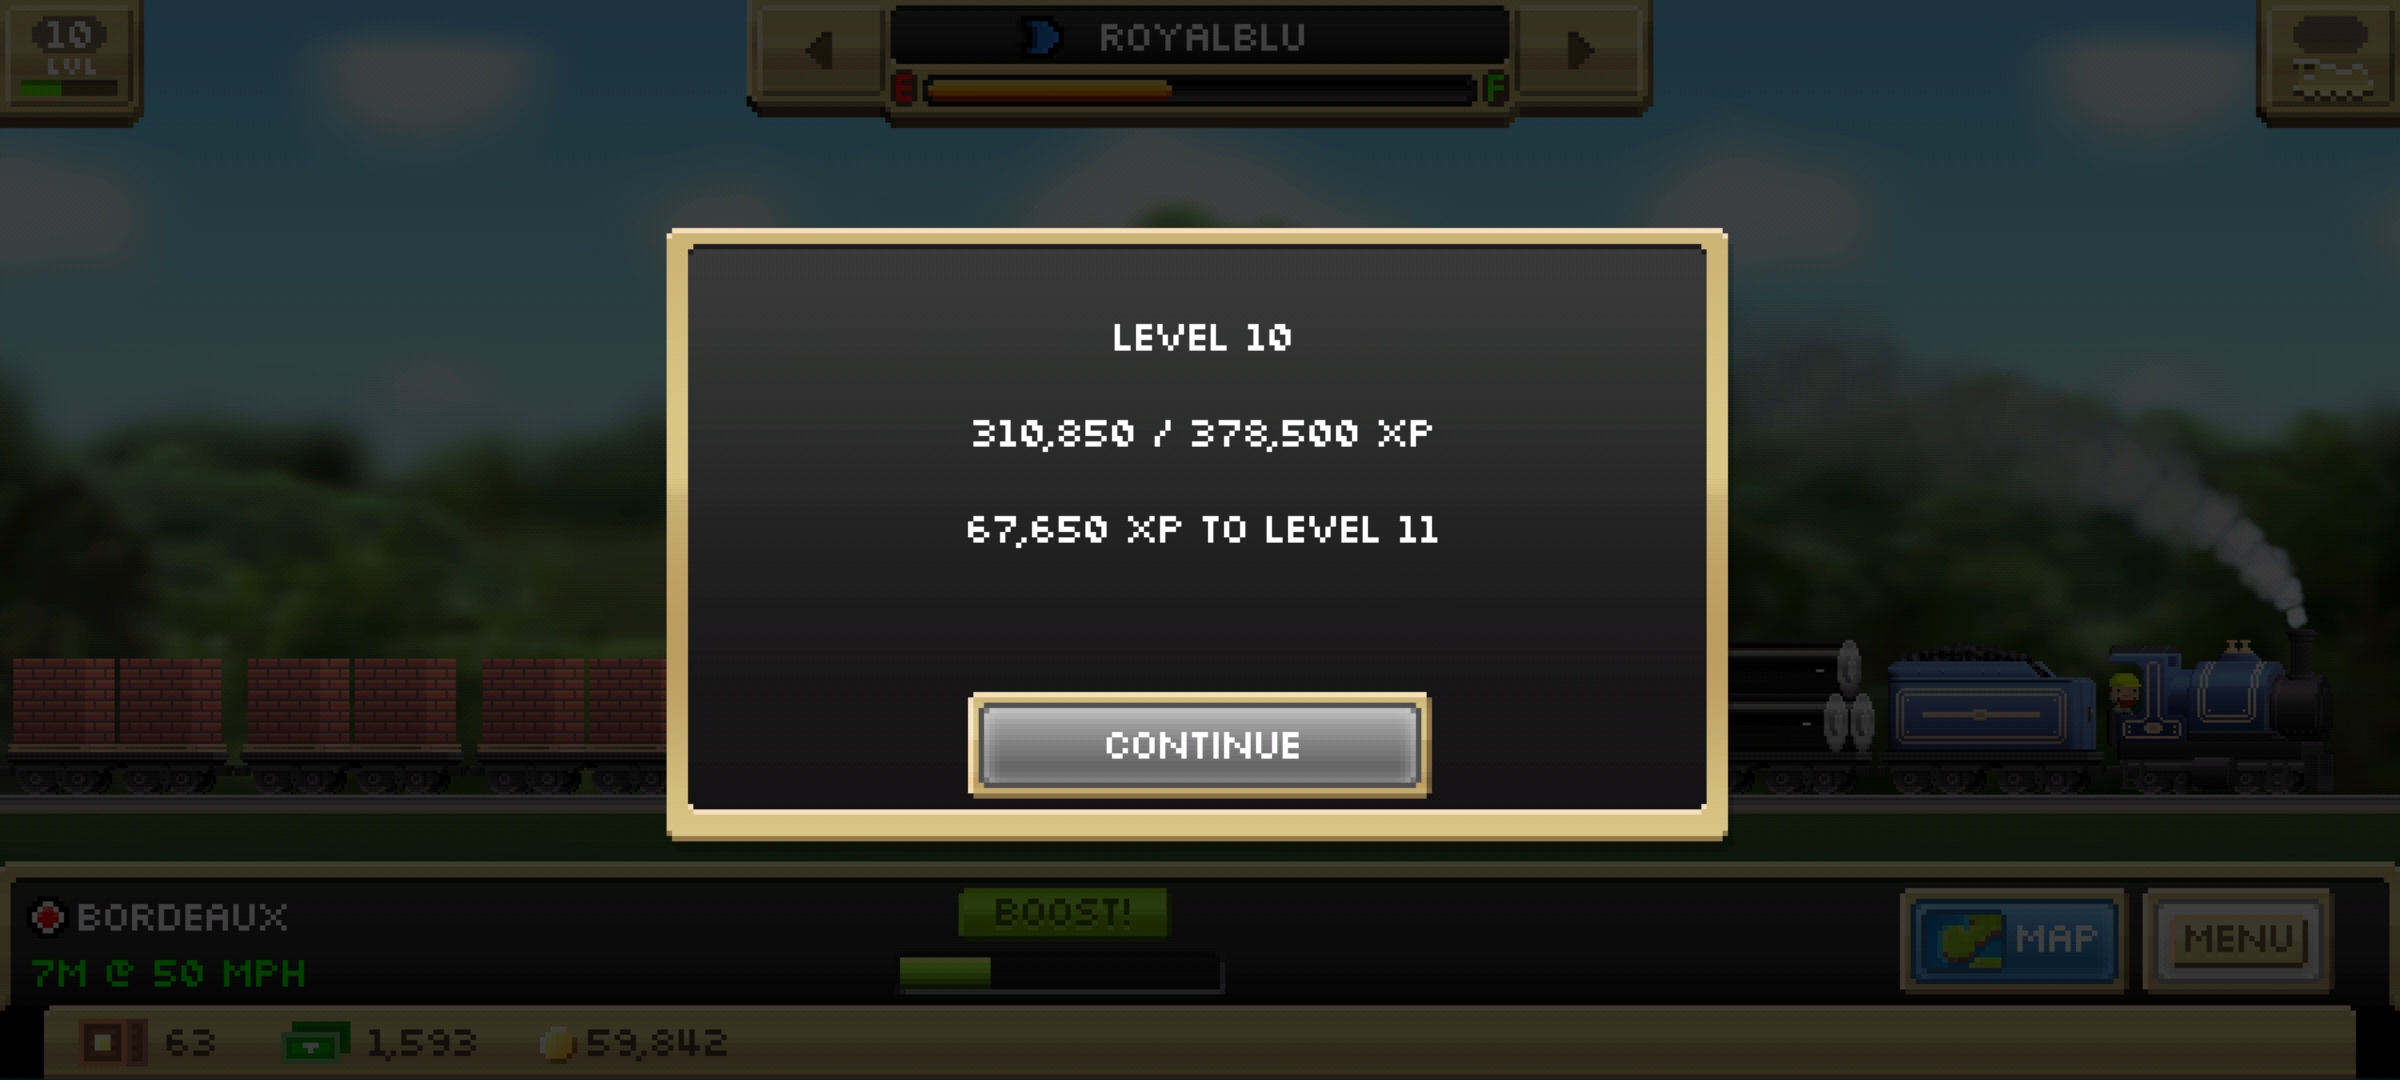 10
LVL
ROYALBLU
E F
LEVEL 10
310,850 / 378,500 XP
67,650 XP TO LEVEL 11
CONTINUE
BORDEAUX
7M @ 50 MPH
BOOST!
MAP
MENU
63 1,593 59,842